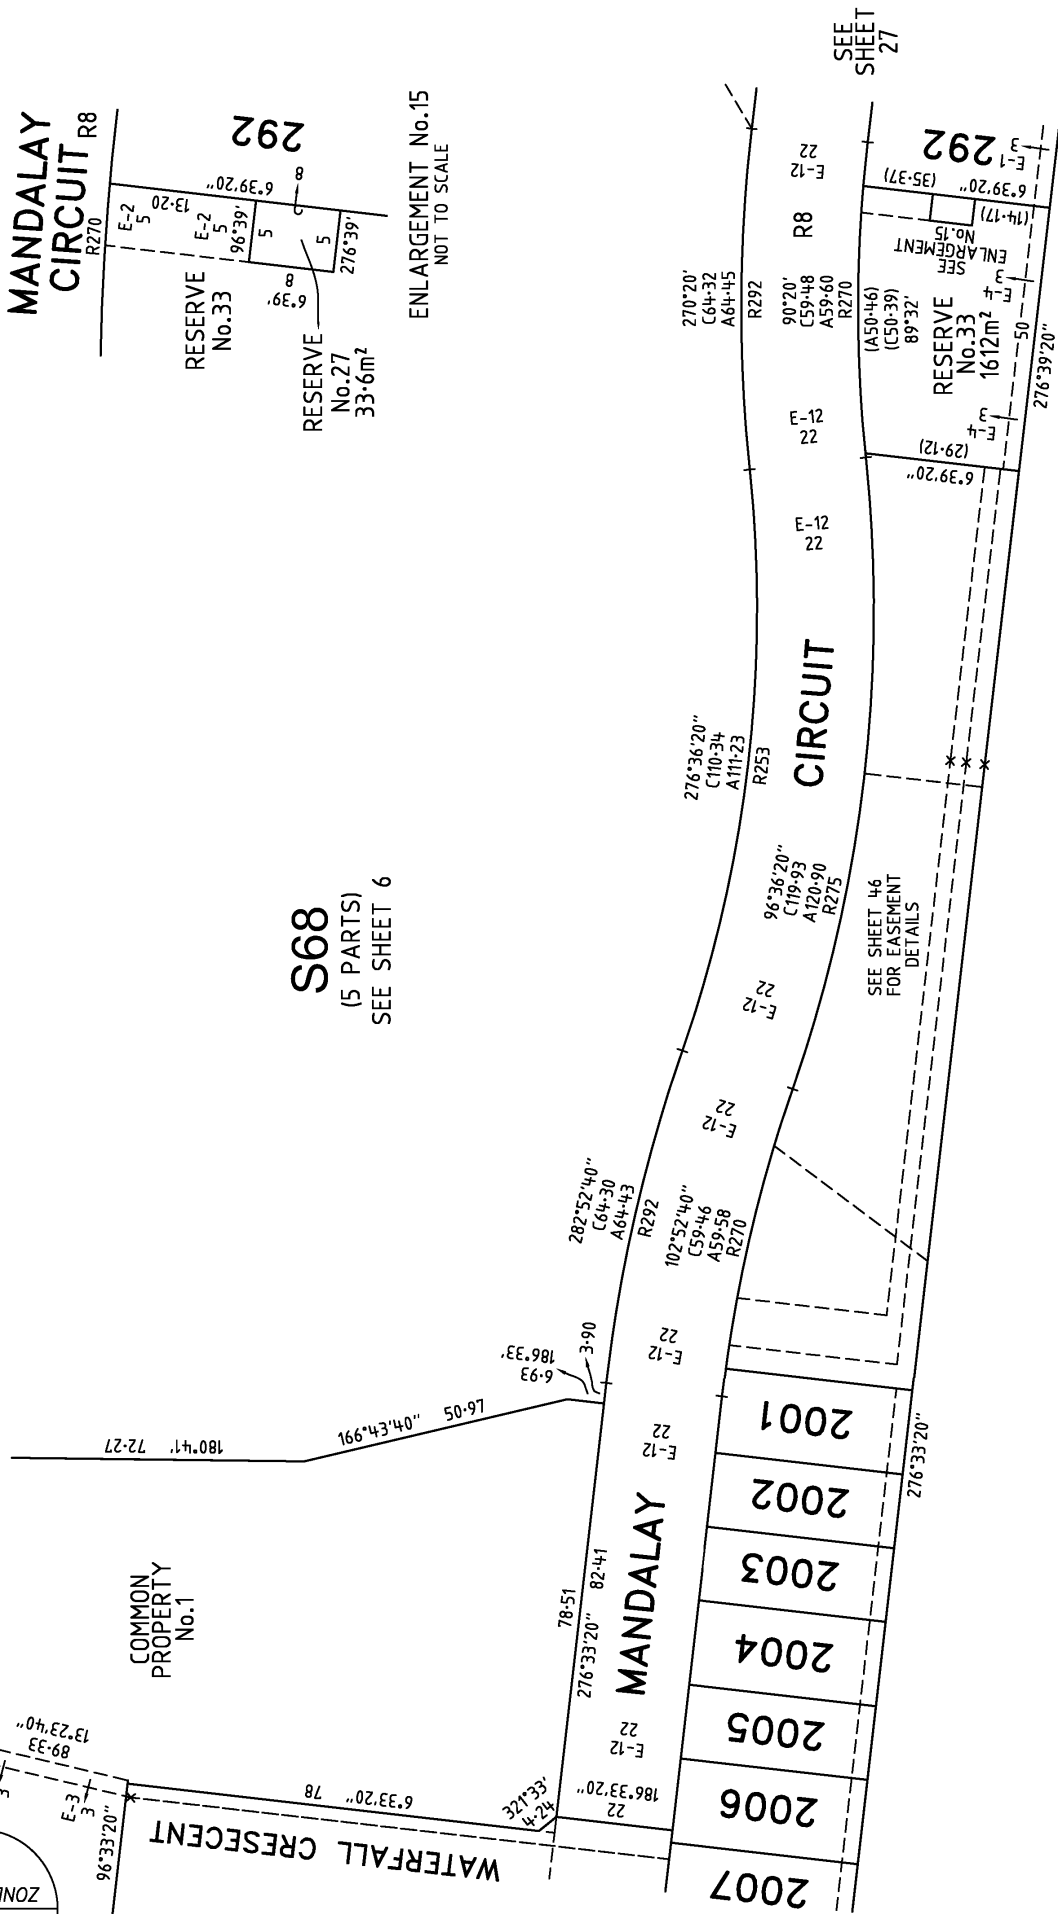 MANDALAY
CIRCUIT R8
R270
E-2
5
13·20
6°39'20"
292
E-2
5
96°39'
5
5
8
276°39'
8
6°39'
RESERVE
No.33
RESERVE
No.27
33·6m²
ENLARGEMENT No.15
NOT TO SCALE
SEE
SHEET
27
22
E-12
R8
270°20'
C64·32
A64·45
R292
90°20'
C59·48
A59·60
R270
(A50·46)
(C50·39)
89°32'
RESERVE
No.33
1612m²
292
E-1
3
(35·37)
6°39'20"
(14·17)
SEE
ENLARGEMENT
No.15
E-4
3
50
E-4
3
276°39'20"
(29·12)
6°39'20"
E-12
22
E-12
22
CIRCUIT
276°36'20"
C110·34
A111·23
R253
96°36'20"
C119·93
A120·90
R275
S68
(5 PARTS)
SEE SHEET 6
SEE SHEET 46
FOR EASEMENT
DETAILS
22
E-12
22
E-12
282°52'40"
C64·30
A64·43
R292
102°52'40"
C59·46
A59·58
R270
22
E-12
3·90
6·93
186°33'
166°43'40" 50·97
180°41' 72·27
22
E-12
MANDALAY
78·51
276°33'20" 82·41
COMMON
PROPERTY
No.1
2001
2002
2003
2004
2005
2006
2007
276°33'20"
22
E-12
186°33'20"
22
321°33'
4·24
6°33'20" 78
WATERFALL CRESECENT
13°23'40"
89·33
3
E-3
3
96°33'20"